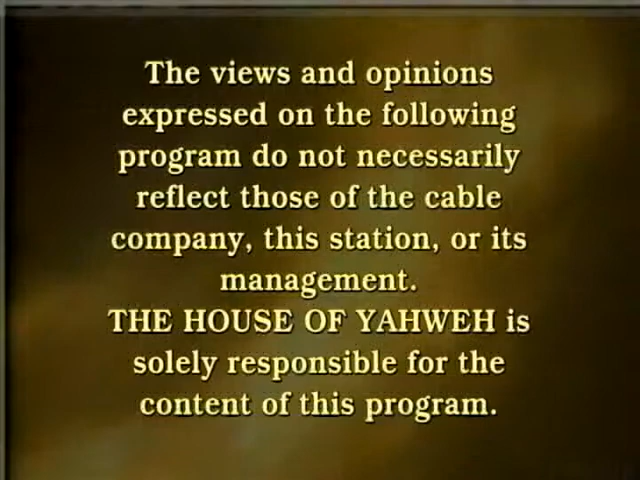 The views and opinions
expressed on the following
program do not necessarily
reflect those of the cable
company, this station, or its
management.
THE HOUSE OF YAHWEH is
solely responsible for the
content of this program.